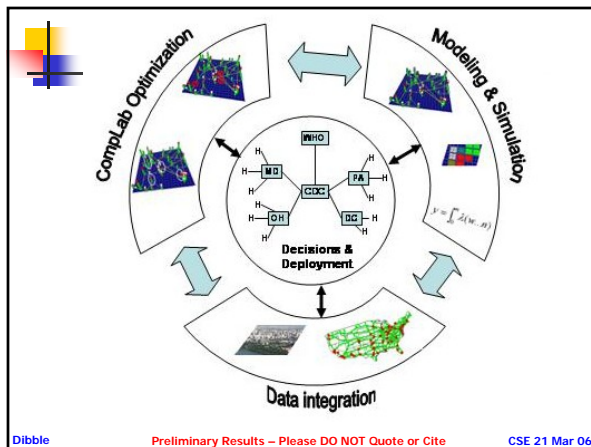 CompLab Optimization
Modeling & Simulation
WHO
H
H
H
MD
H
H
PA
H
H
CDC
H
H
H
OH
DC
H
H
H
Decisions &
Deployment
Data integration
Dibble
Preliminary Results – Please DO NOT Quote or Cite
CSE 21 Mar 06